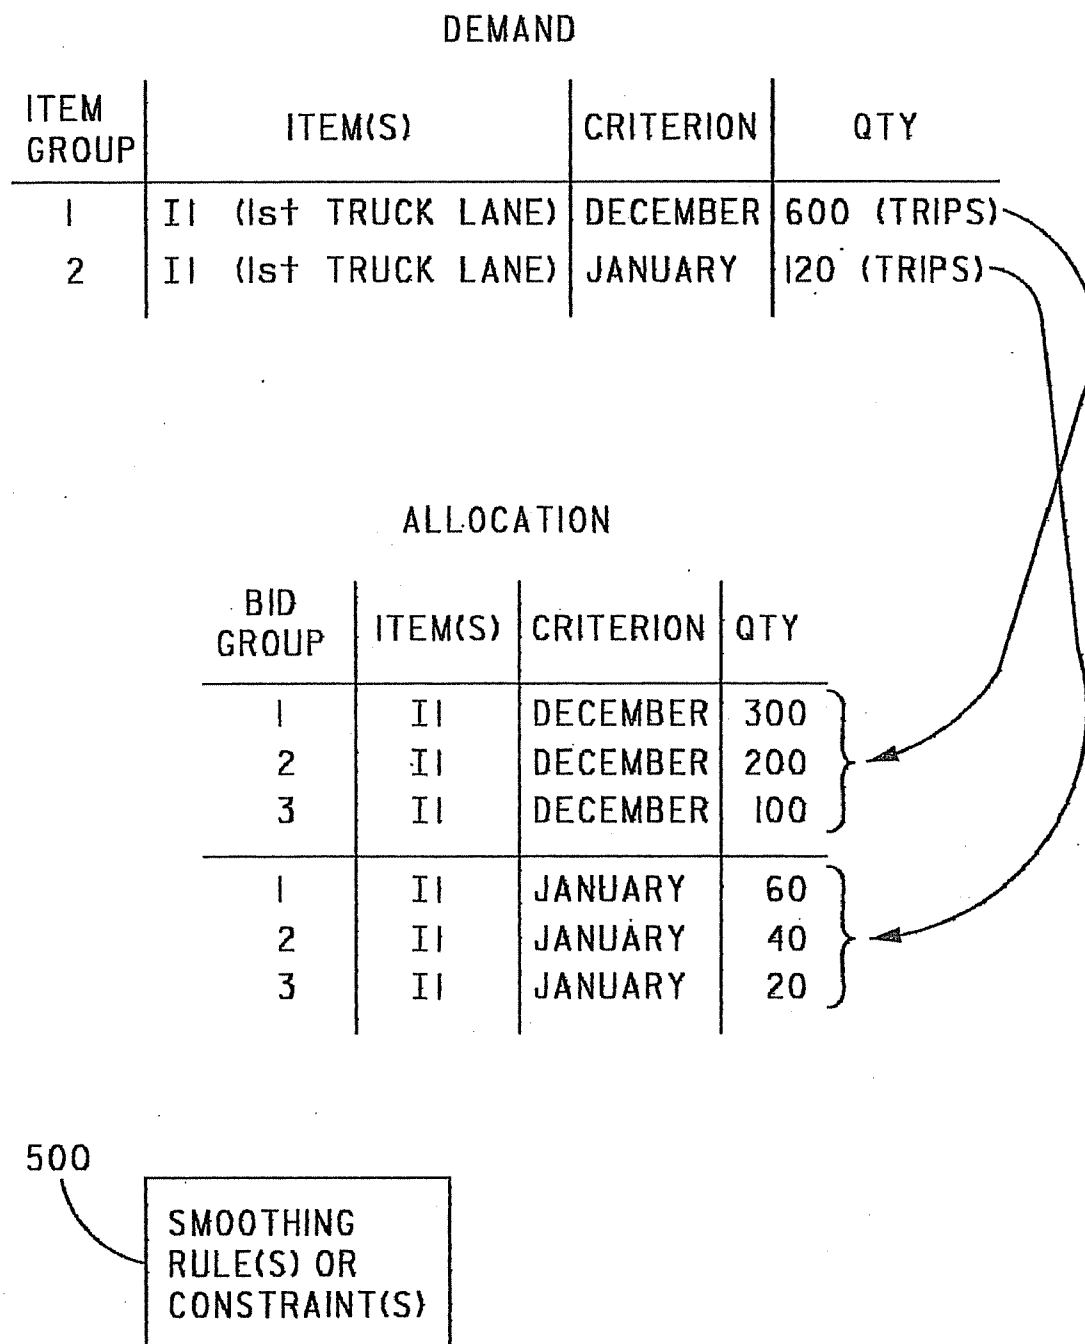 DEMAND
ITEM GROUP ITEM(S) CRITERION QTY
1 I1 (1st TRUCK LANE) DECEMBER 600 (TRIPS)
2 I1 (1st TRUCK LANE) JANUARY 120 (TRIPS)
ALLOCATION
BID GROUP ITEM(S) CRITERION QTY
1 I1 DECEMBER 300
2 I1 DECEMBER 200
3 I1 DECEMBER 100
1 I1 JANUARY 60
2 I1 JANUARY 40
3 I1 JANUARY 20
500
SMOOTHING
RULE(S) OR
CONSTRAINT(S)